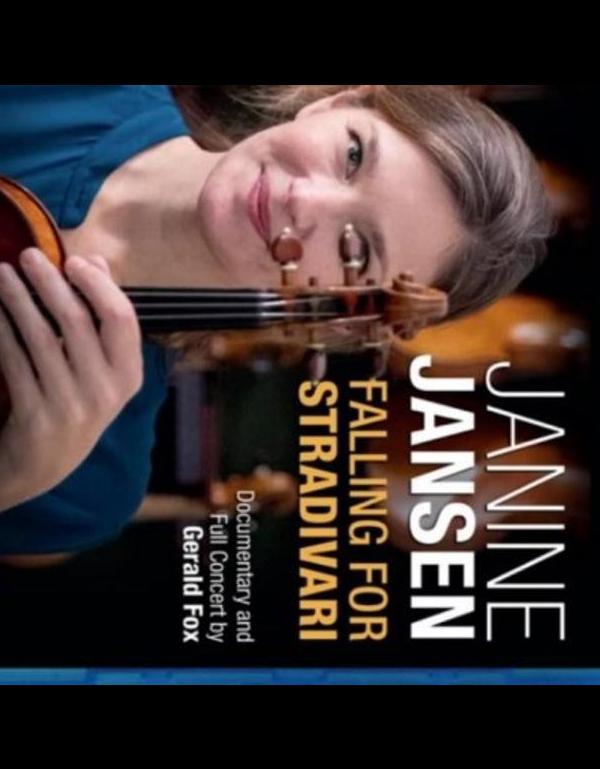 JANINE
JANSEN
FALLING FOR
STRADIVARI
Documentary and
Full Concert by
Gerald Fox